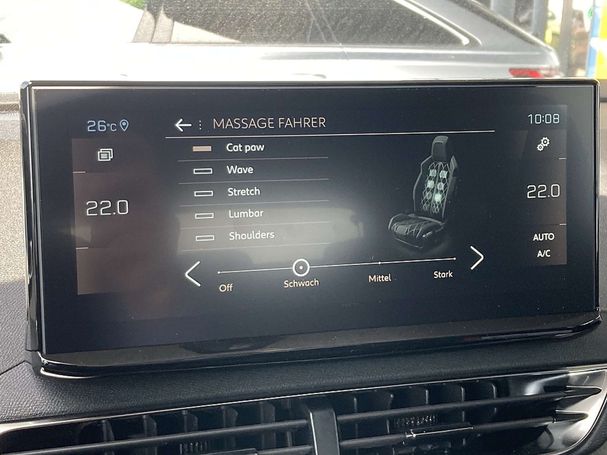 26°C
MASSAGE FAHRER
10:08
Cat paw
Wave
Stretch
Lumbar
Shoulders
22.0
22.0
AUTO
A/C
Off
Schwach
Mittel
Stark